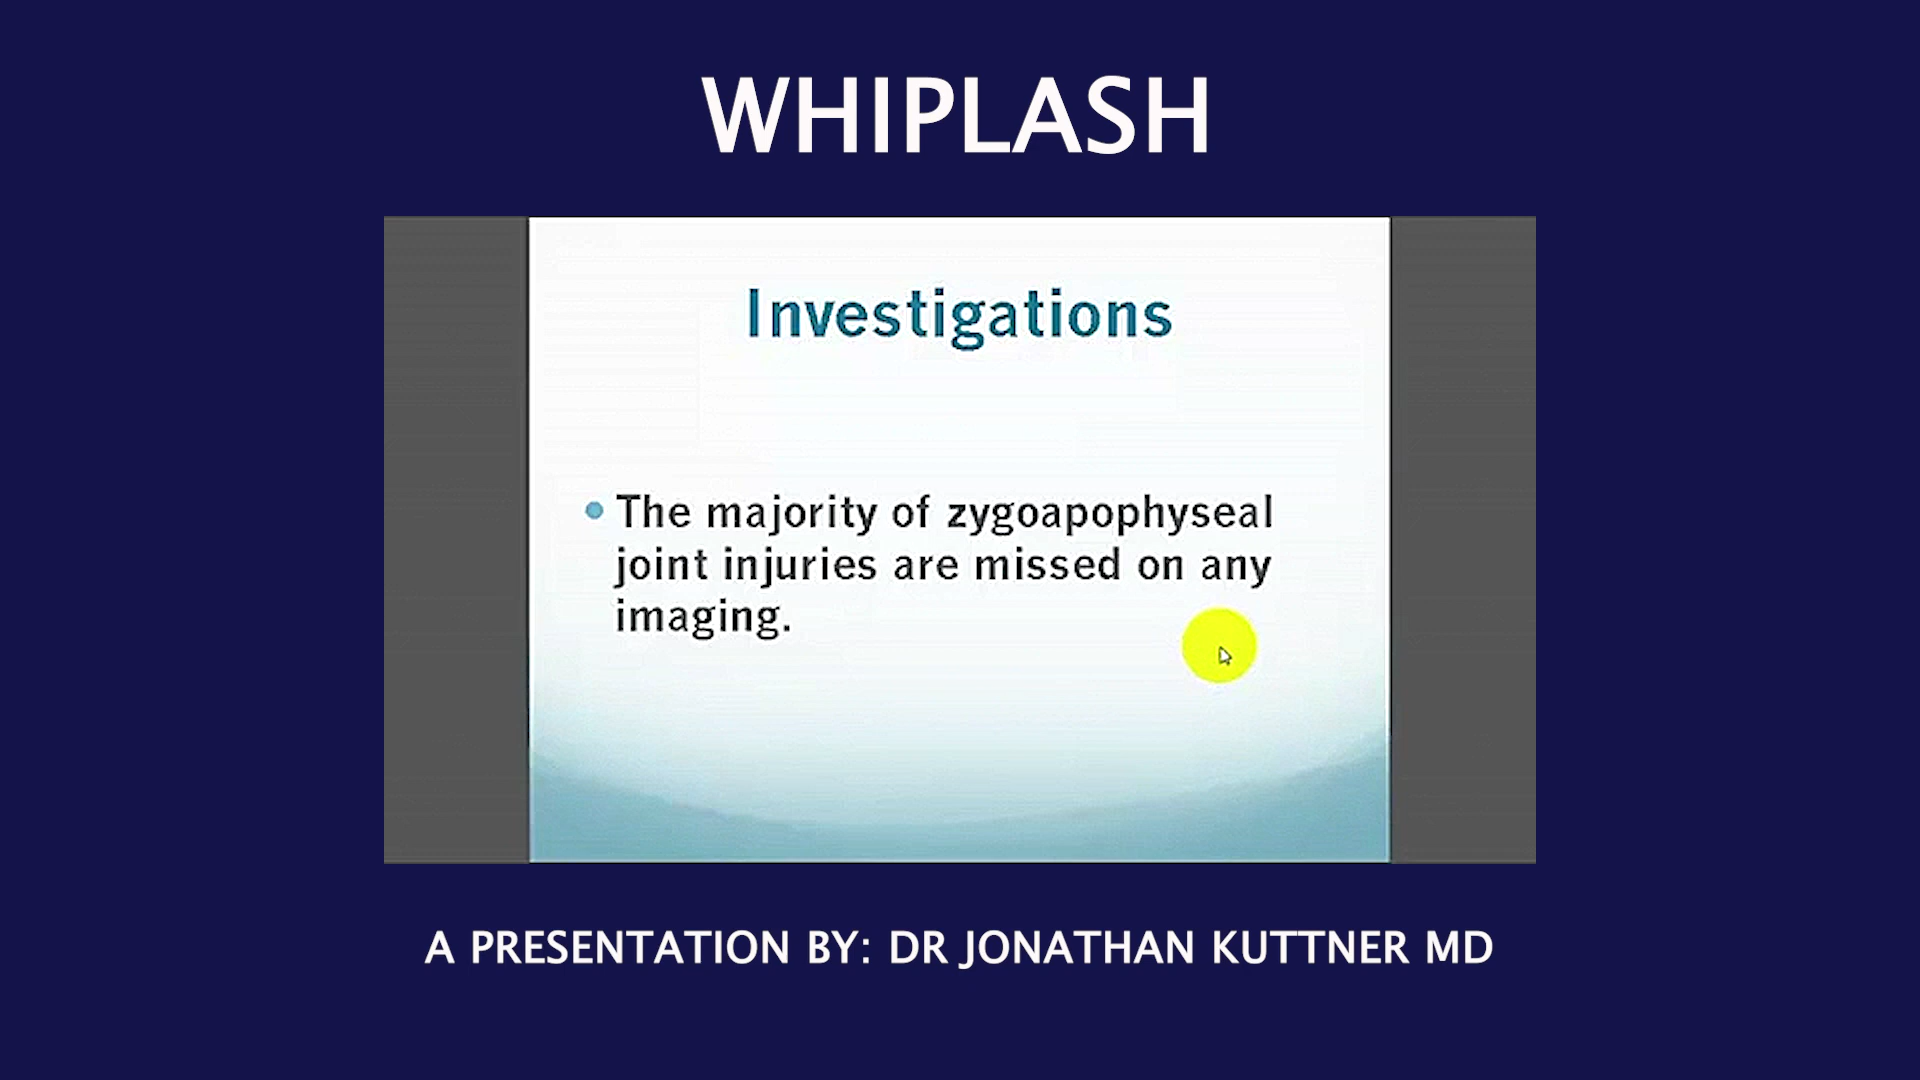 WHIPLASH
Investigations
• The majority of zygoapophyseal
joint injuries are missed on any
imaging.
A PRESENTATION BY: DR JONATHAN KUTTNER MD